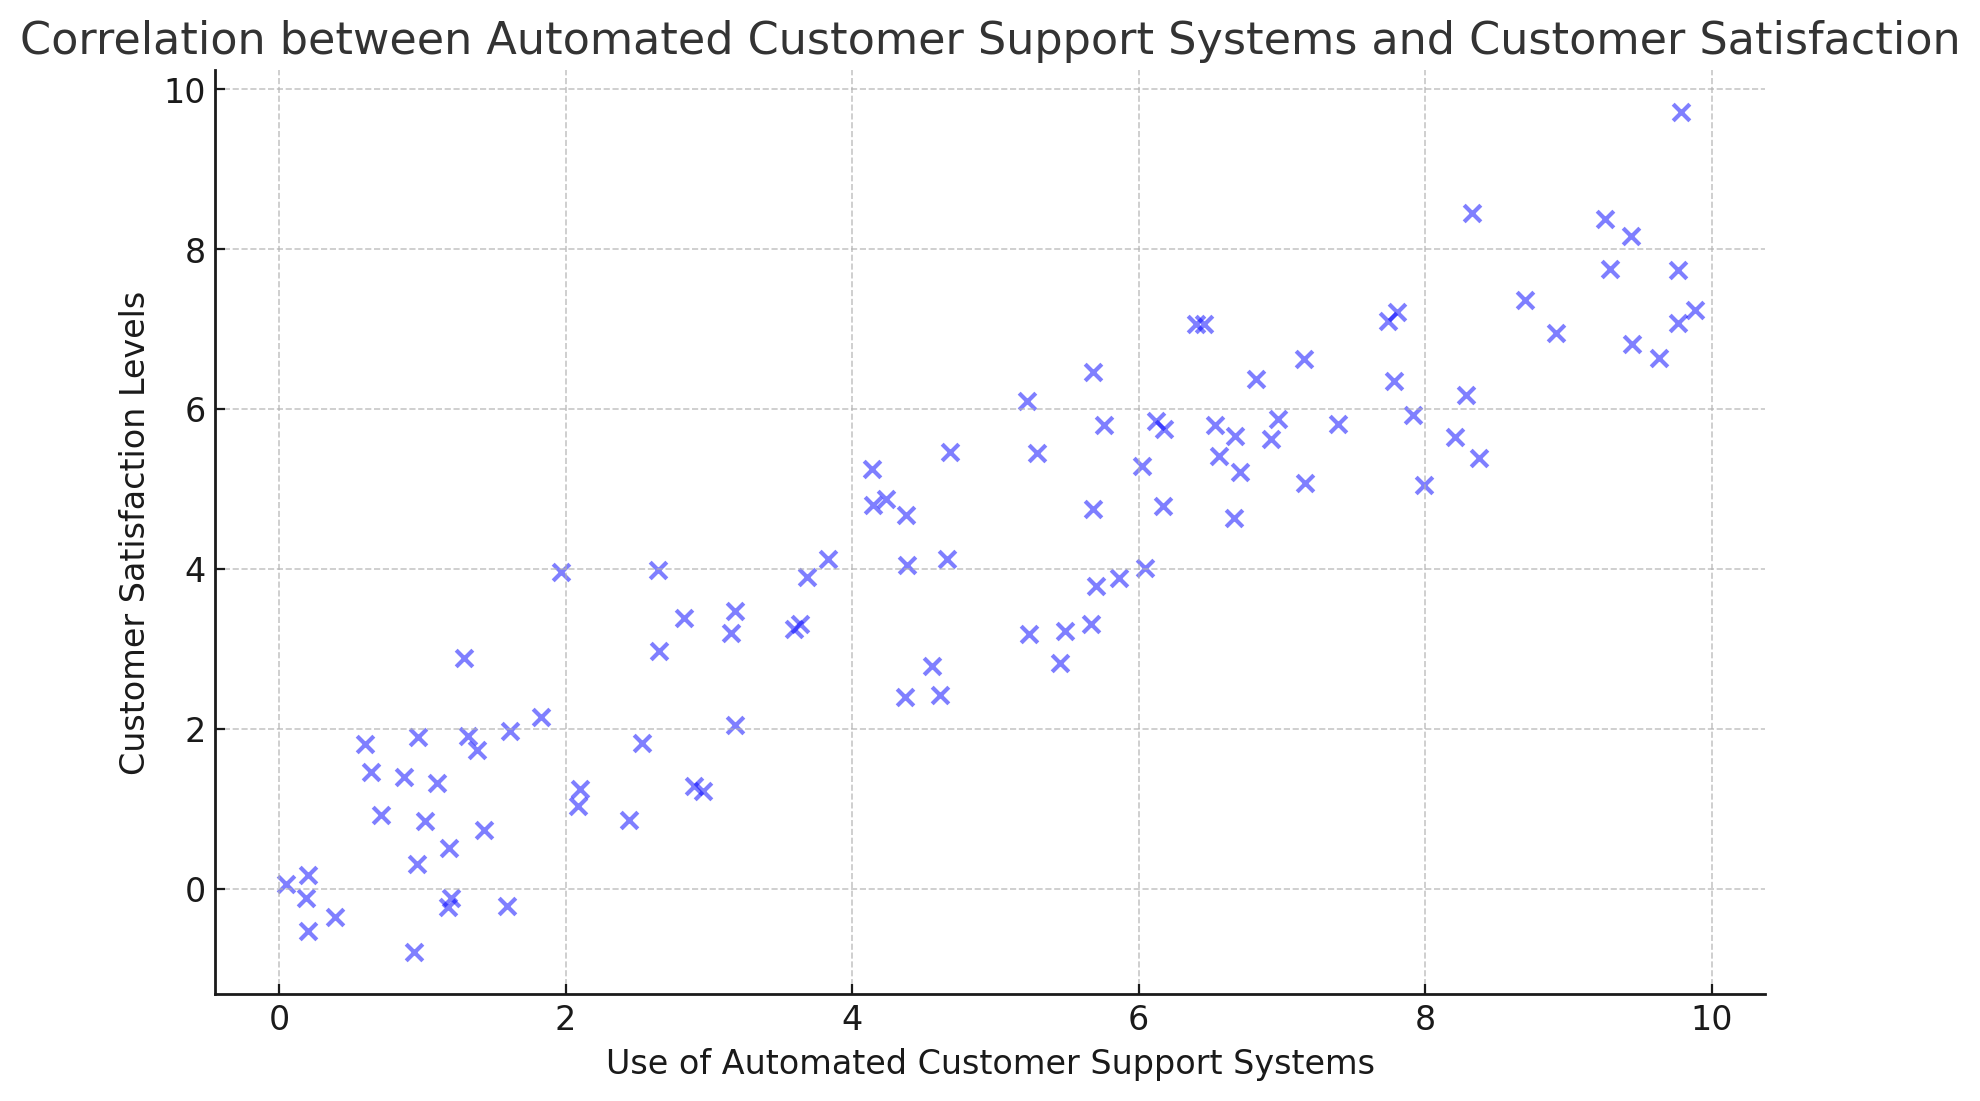 Correlation between Automated Customer Support Systems and Customer Satisfaction
Customer Satisfaction Levels
10
8
6
4
2
0
0 2 4 6 8 10
Use of Automated Customer Support Systems